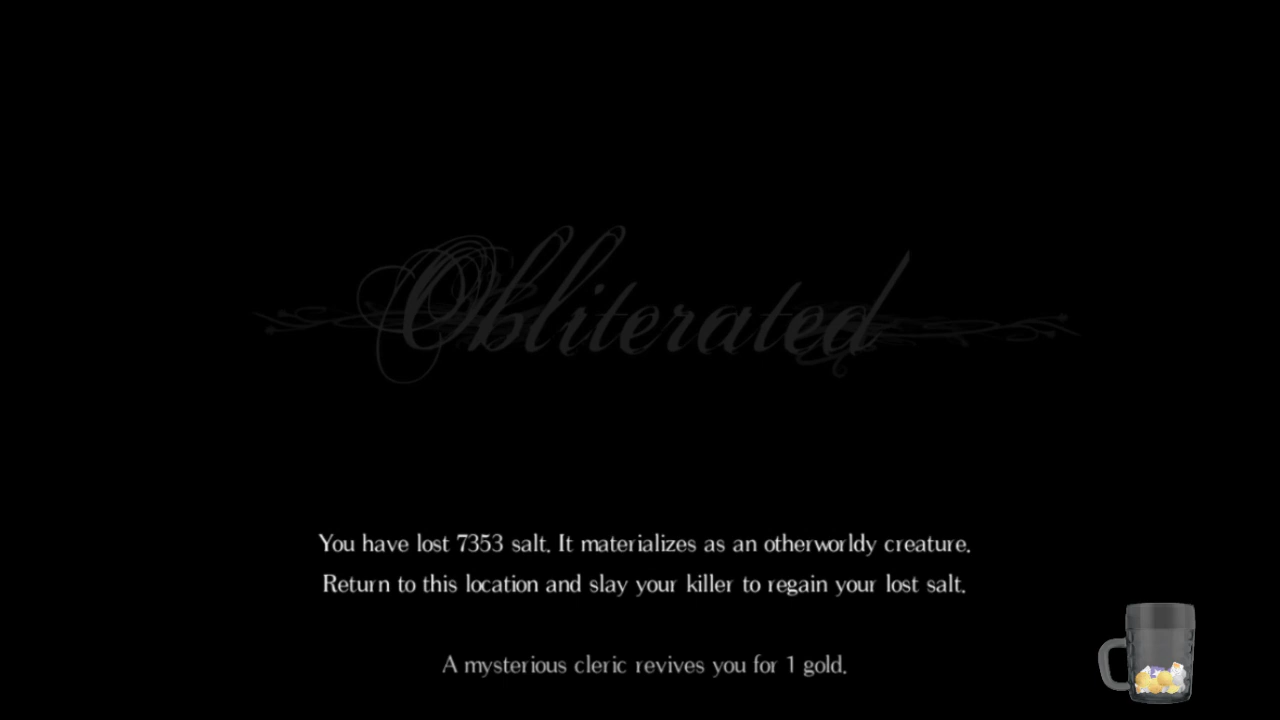 Obliterated
You have lost 7353 salt. It materializes as an otherworldly creature.
Return to this location and slay your killer to regain your lost salt.
A mysterious cleric revives you for 1 gold.